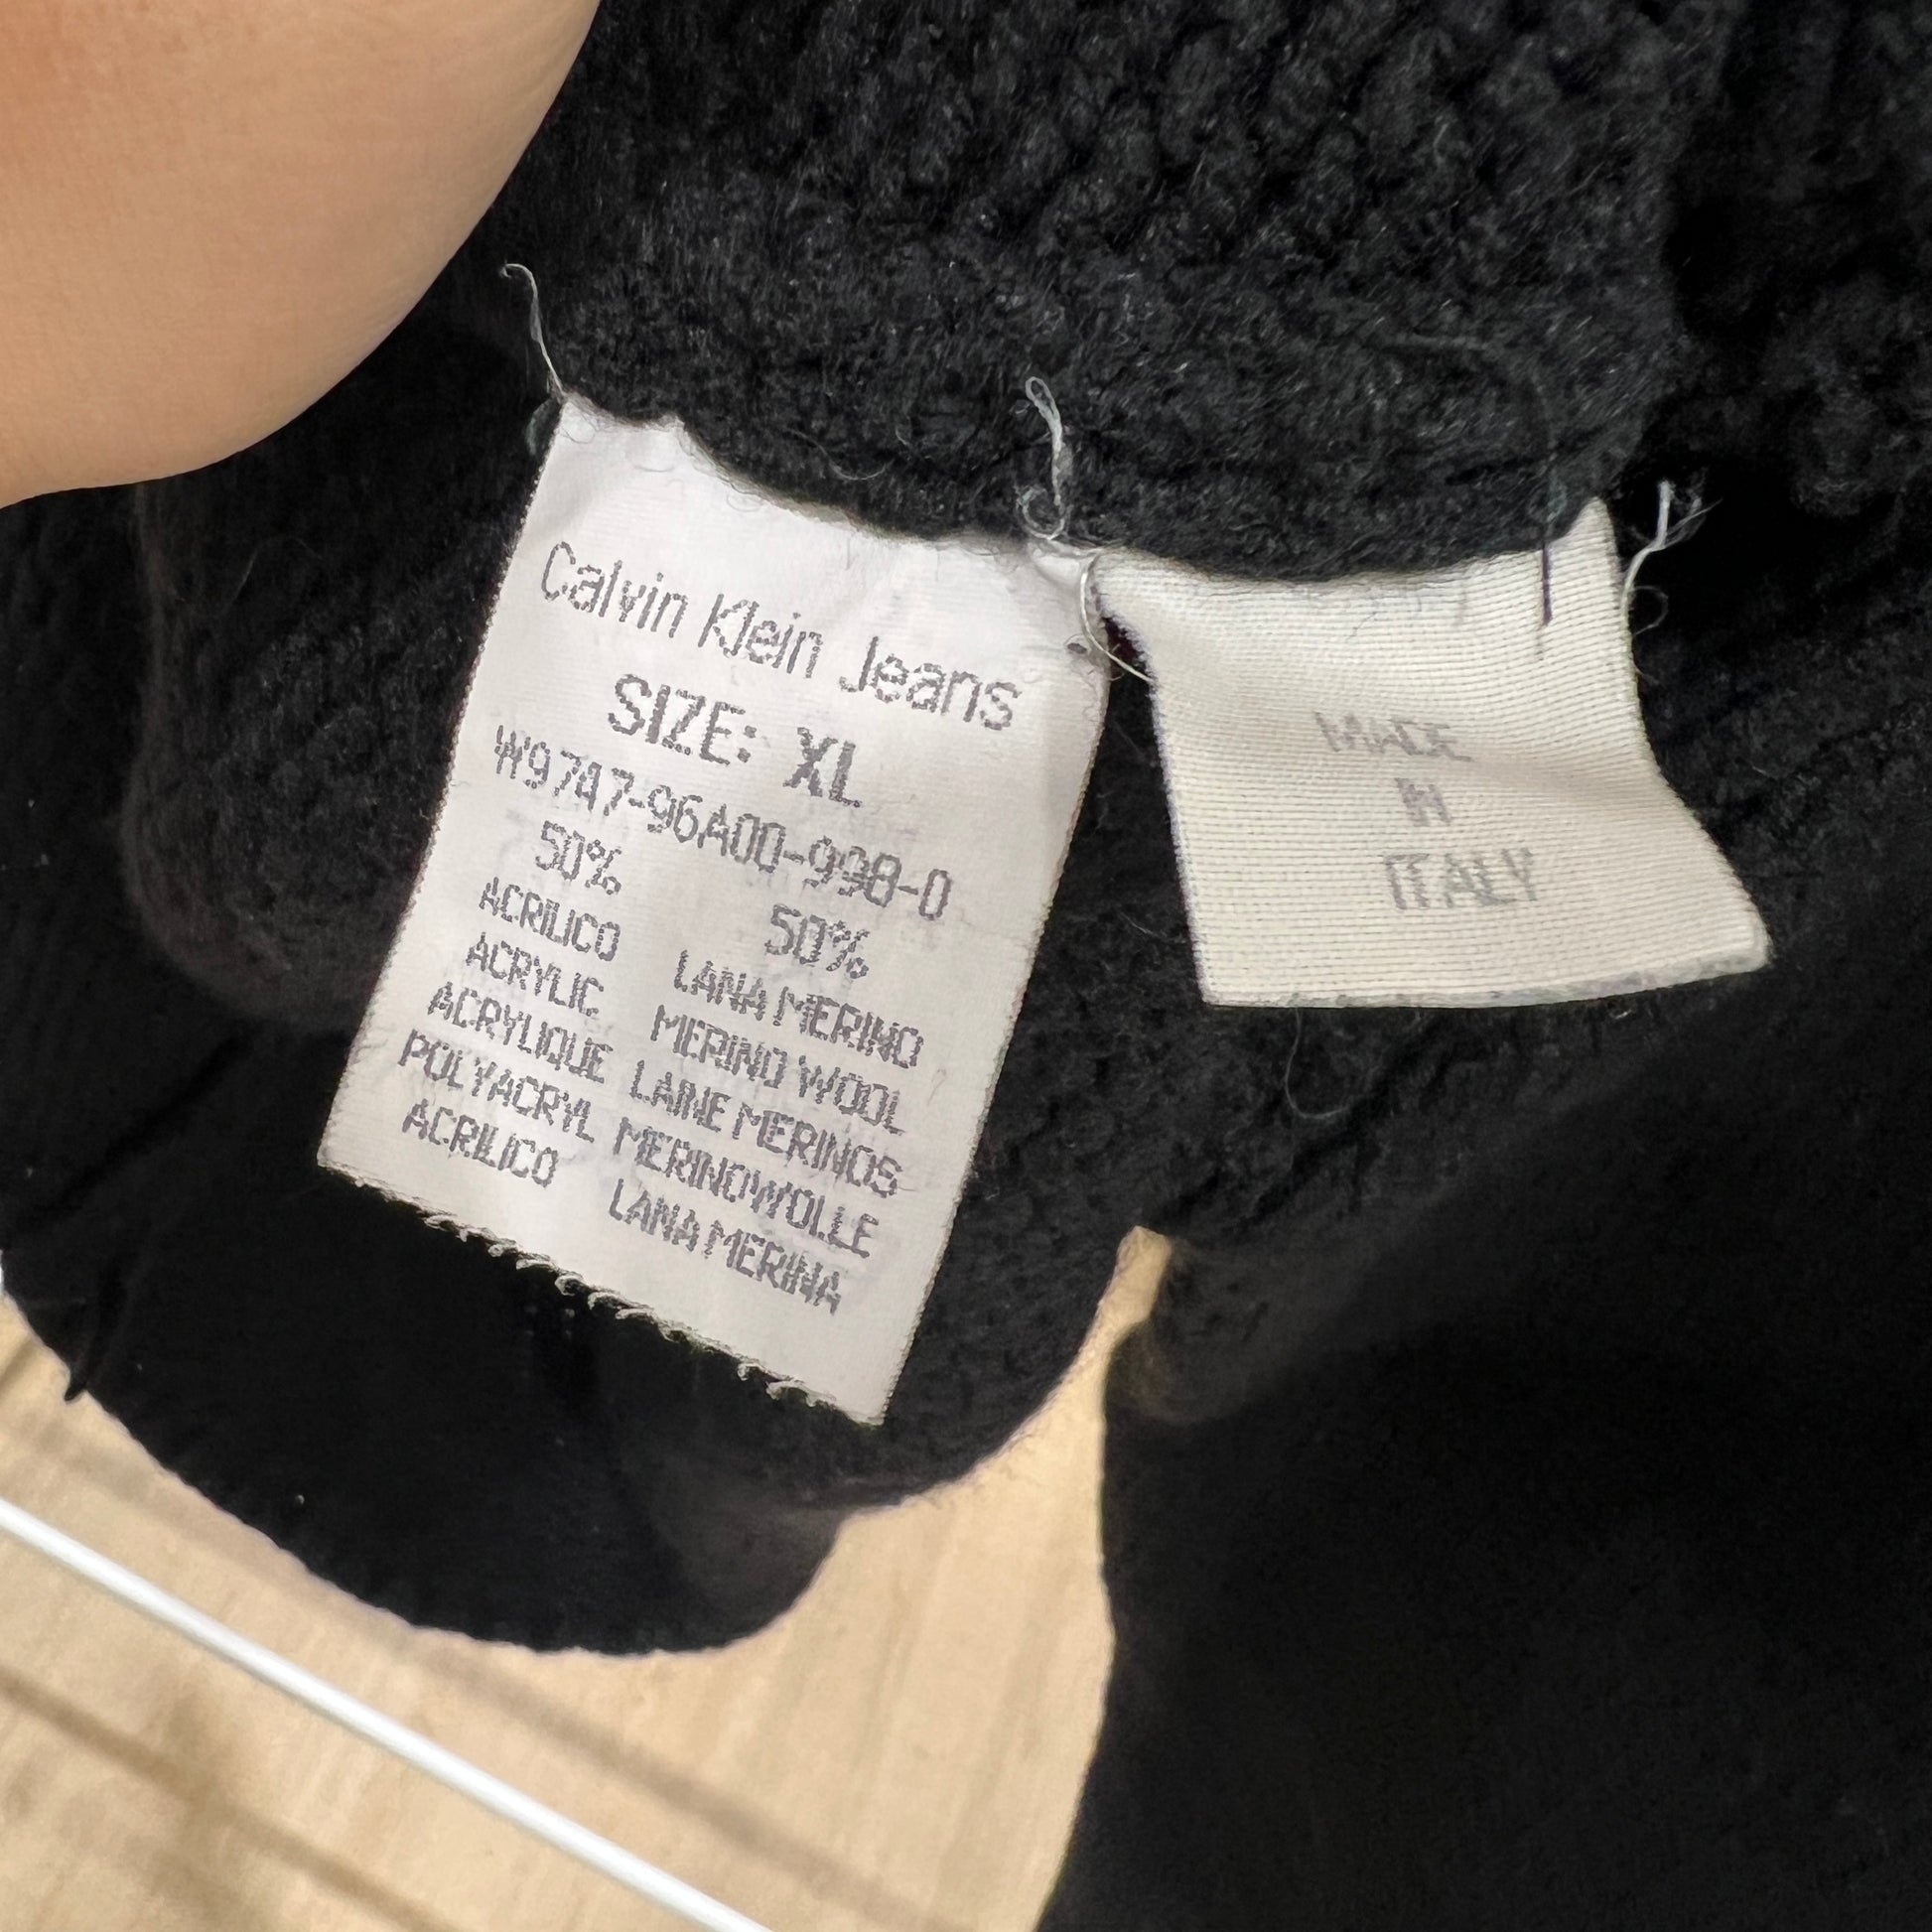 Calvin Klein Jeans
SIZE: XL
W9747-96A00-998-0
50%
ACRILICO
ACRYLIC
ACRYLIQUE
POLYACRYL
ACRILICO
50%
LANA MERINO
MERINO WOOL
LAINE MERINOS
MERINOWOLLE
LANA MERINA
MADE
IN
ITALY